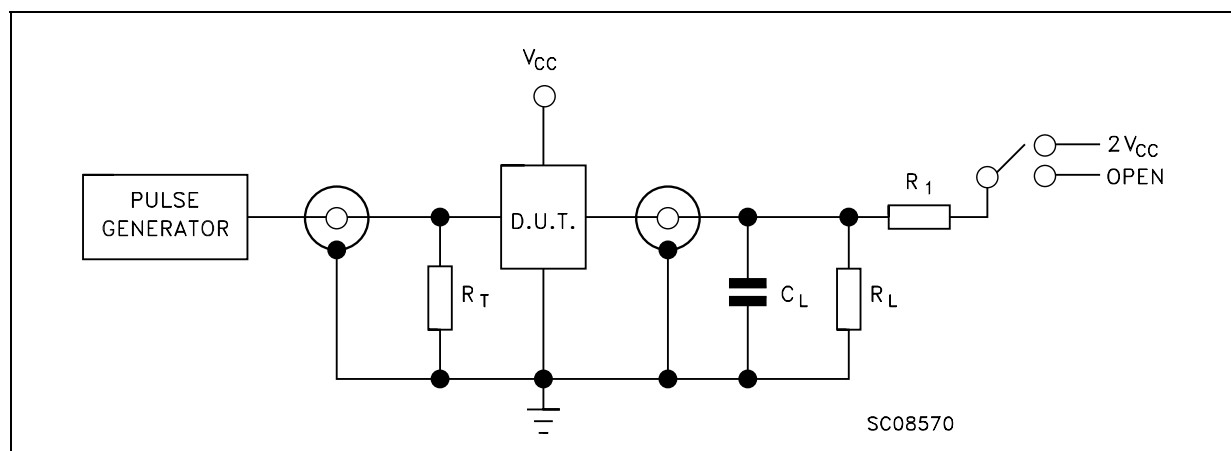 VCC
2VCC
OPEN
R1
PULSE
GENERATOR
D.U.T.
RT
CL
RL
SC08570